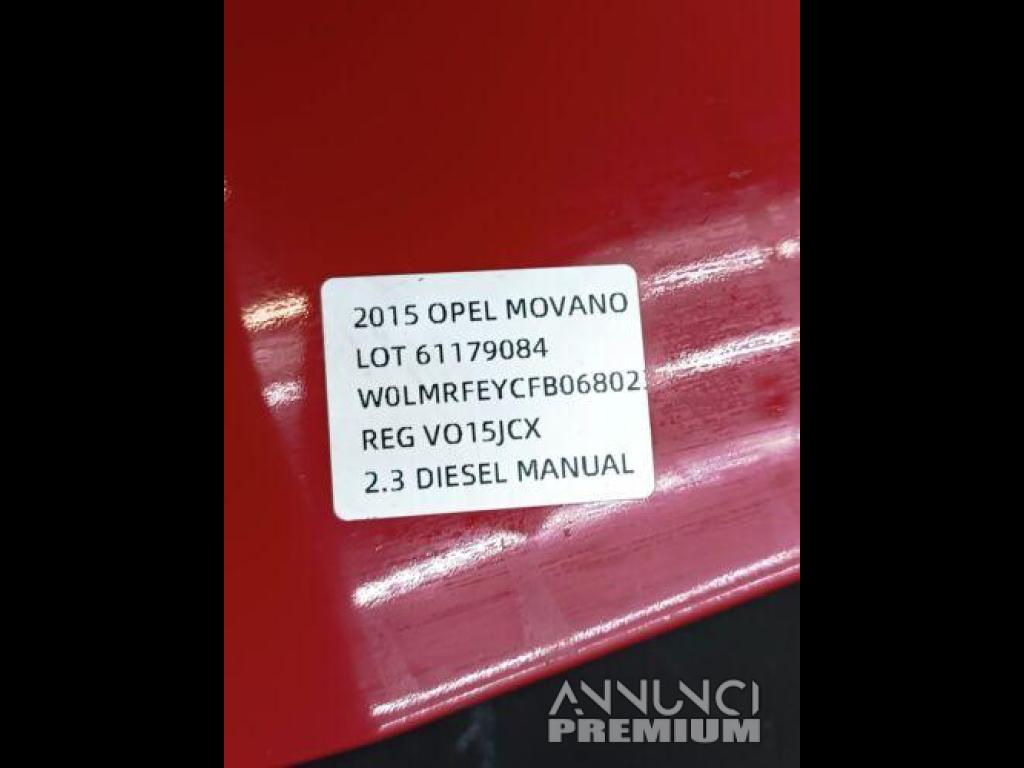 2015 OPEL MOVANO
LOT 61179084
W0LMRFEYCFB06802
REG VO15JCX
2.3 DIESEL MANUAL
ANNUNCI
PREMIUM